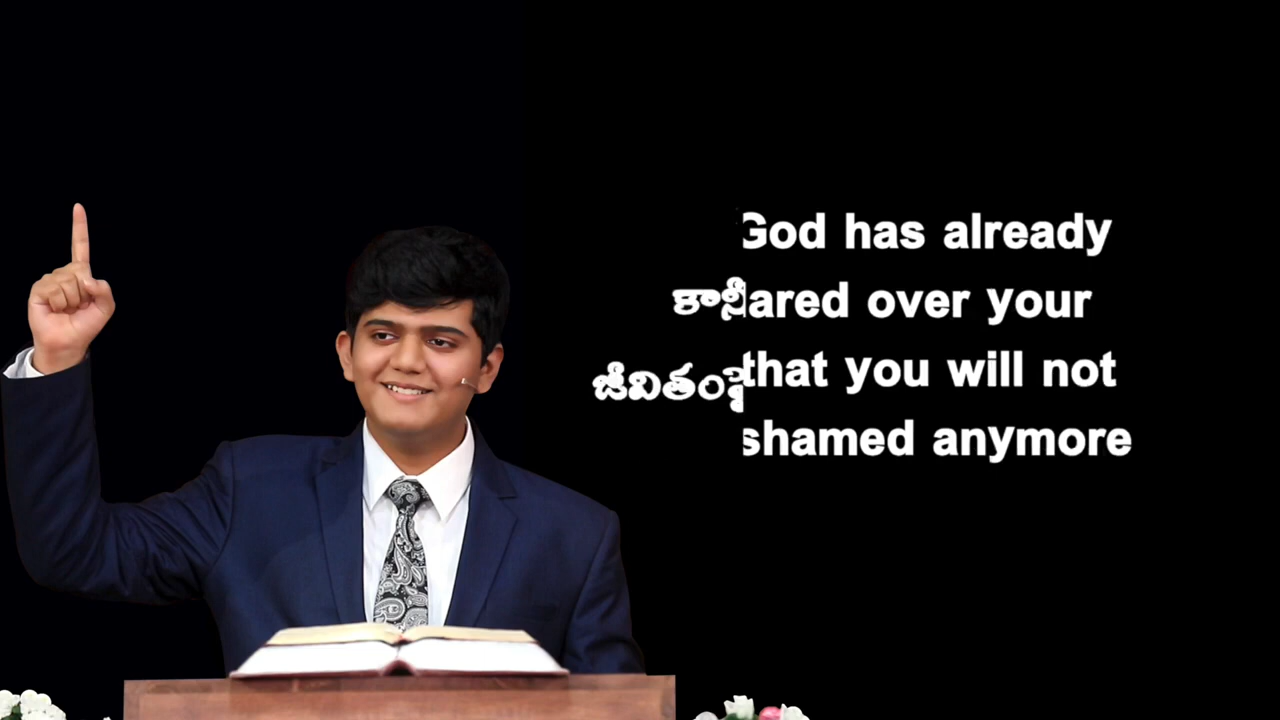 God has already
కానీ ared over your
జీవితం that you will not
shamed anymore